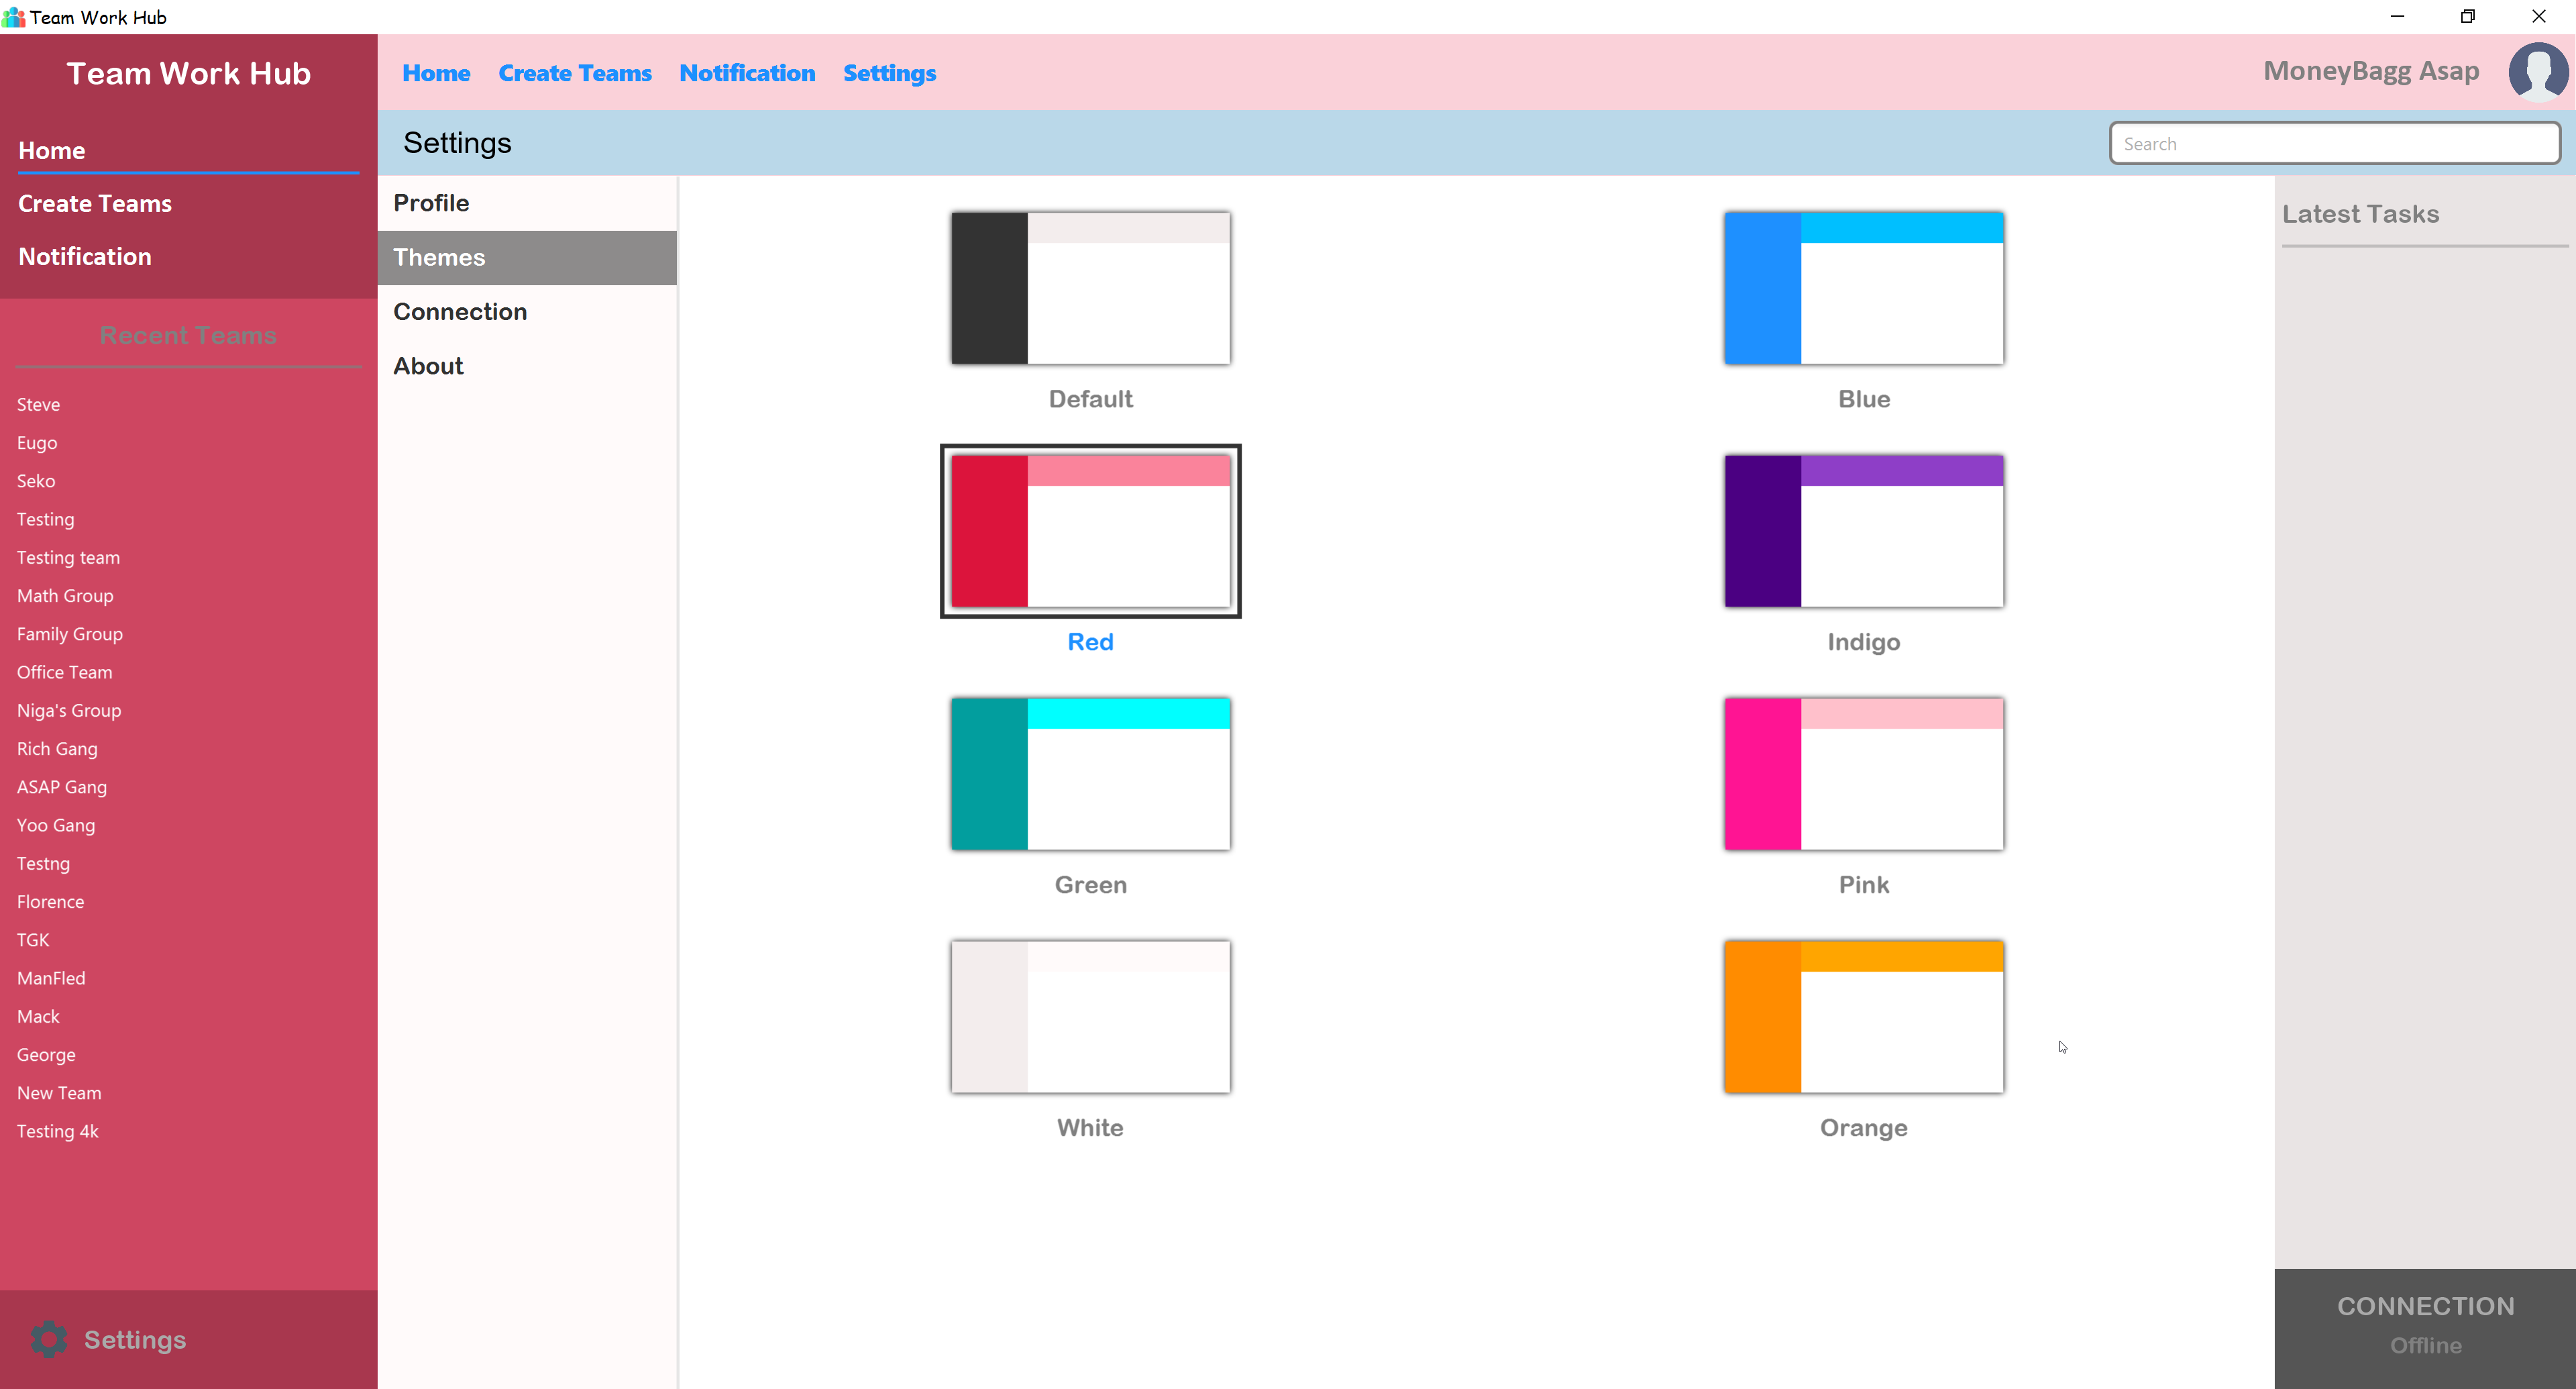 Team Work Hub
Team Work Hub
Home
Create Teams
Notification
Recent Teams
Steve
Eugo
Seko
Testing
Testing team
Math Group
Family Group
Office Team
Niga's Group
Rich Gang
ASAP Gang
Yoo Gang
Testng
Florence
TGK
ManFled
Mack
George
New Team
Testing 4k
Settings
Home Create Teams Notification Settings
MoneyBagg Asap
Settings
Search
Profile
Themes
Connection
About
Default
Blue
Red
Indigo
Green
Pink
White
Orange
Latest Tasks
CONNECTION
Offline